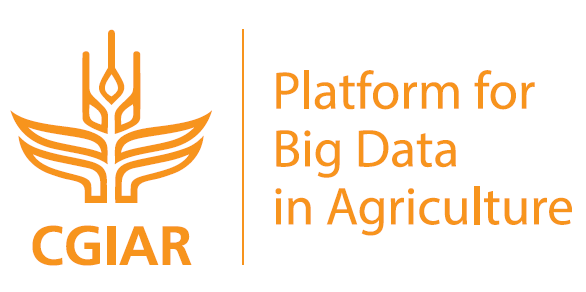 CGIAR
Platform for
Big Data
in Agriculture